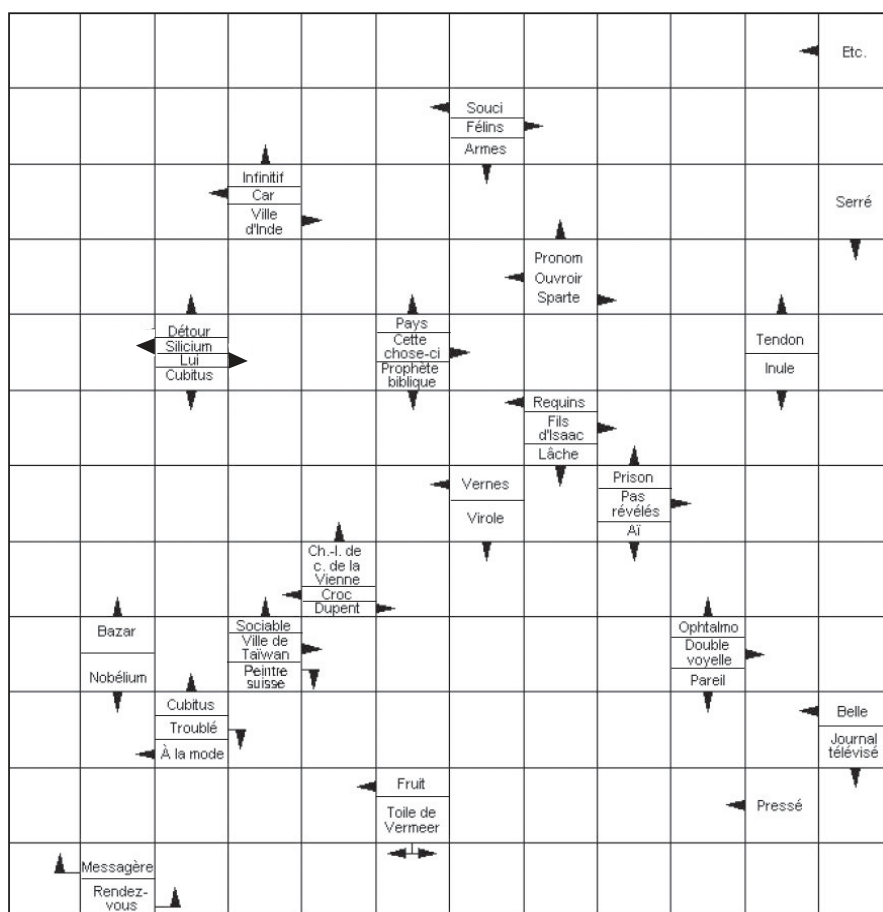 Etc.
Souci
Félins
Armes
Infinitif
Car
Ville
d'Inde
Serré
Pronom
Ouvroir
Sparte
Détour
Silicium
Lui
Cubitus
Pays
Cette
chose-ci
Prophète
biblique
Tendon
Inule
Requins
Fils
d'Isaac
Lâche
Vernes
Virole
Prison
Pas
révélés
Aï
Ch.-l. de
c. de la
Vienne
Croc
Dupent
Bazar
Nobélium
Sociable
Ville de
Taïwan
Peintre
suisse
Ophtalmo
Double
voyelle
Pareil
Cubitus
Troublé
À la mode
Belle
Journal
télévisé
Fruit
Toile de
Vermeer
Pressé
Messagère
Rendez-
vous